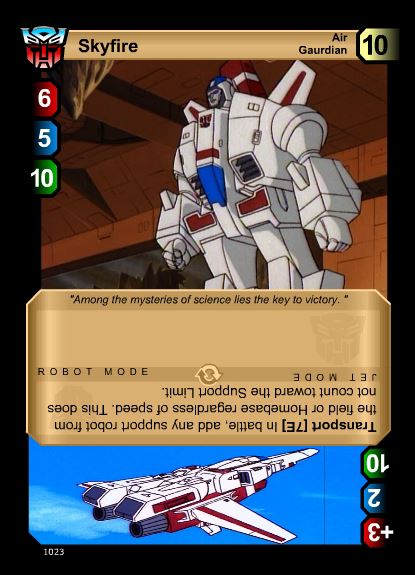 Skyfire
Air
Gaurdian
10
6
5
10
"Among the mysteries of science lies the key to victory. "
ROBOT MODE
JET MODE
Transport [7E] In battle, add any support robot from
the field or Homebase regardless of speed. This does
not count toward the Support Limit.
+3
2
10
1023